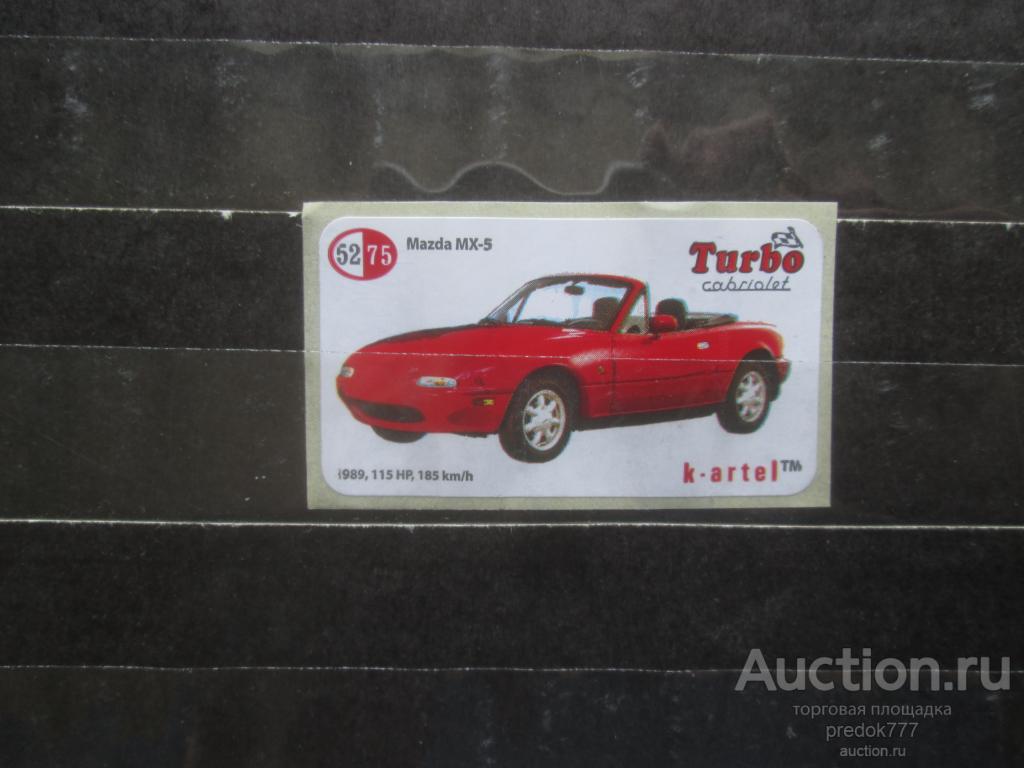 52 75
Mazda MX-5
Turbo
cabriolet
1989, 115 HP, 185 km/h
k-artel™
Auction.ru
торговая площадка
predok777
auction.ru